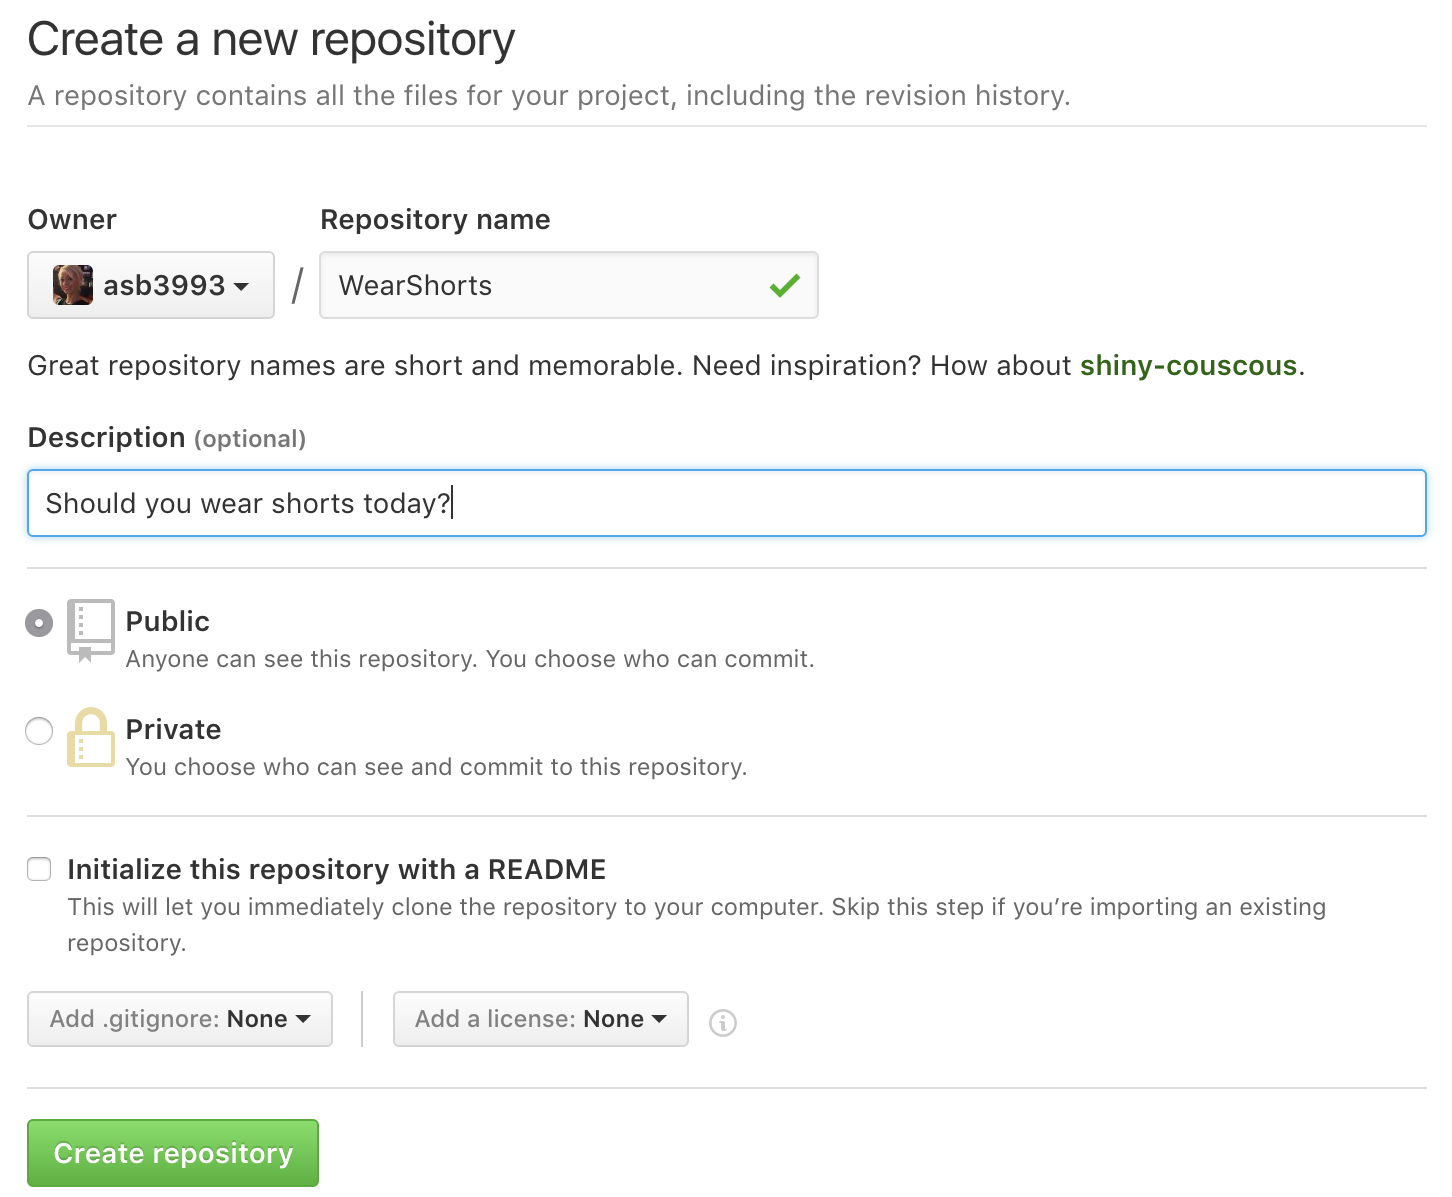 Create a new repository
A repository contains all the files for your project, including the revision history.
Owner
Repository name
asb3993
/
WearShorts
Great repository names are short and memorable. Need inspiration? How about shiny-couscous.
Description (optional)
Should you wear shorts today?
Public
Anyone can see this repository. You choose who can commit.
Private
You choose who can see and commit to this repository.
Initialize this repository with a README
This will let you immediately clone the repository to your computer. Skip this step if you’re importing an existing
repository.
Add .gitignore: None
Add a license: None
Create repository